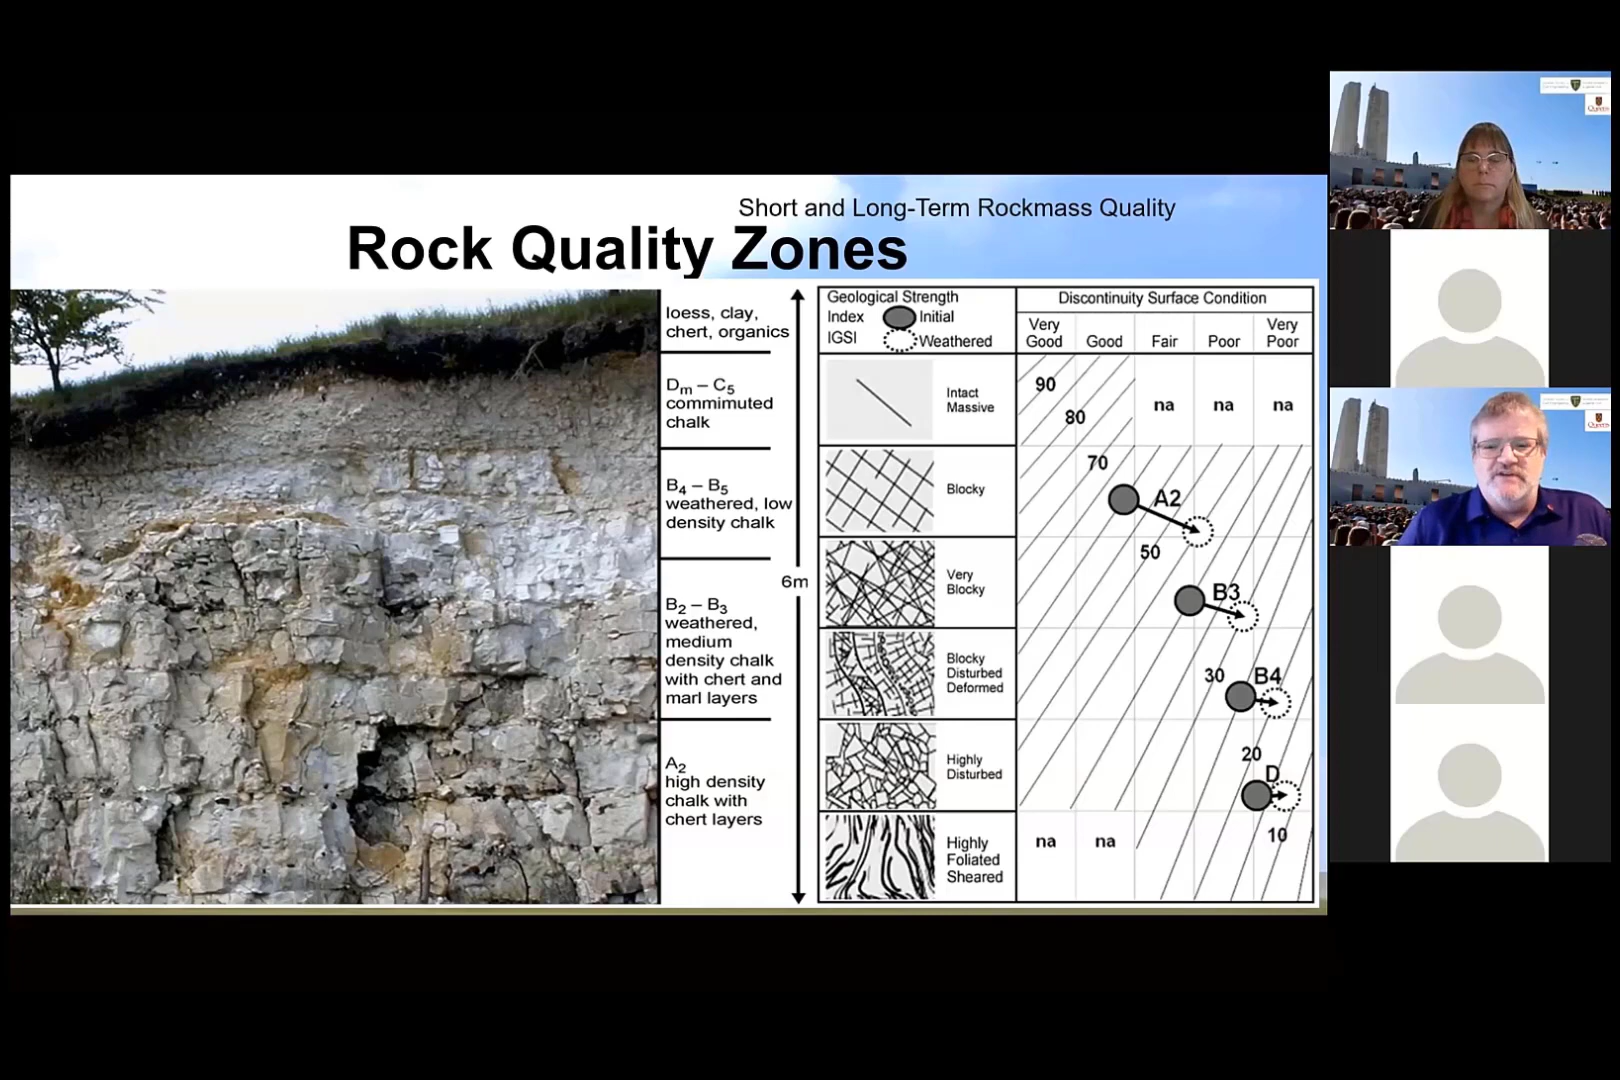 Short and Long-Term Rockmass Quality
Rock Quality Zones
loess, clay,
chert, organics
Dm – C5
commimuted
chalk
B4 – B5
weathered, low
density chalk
B2 – B3
weathered,
medium
density chalk
with chert and
marl layers
A2
high density
chalk with
chert layers
6m
Geological Strength
Index Initial
IGSI Weathered
Discontinuity Surface Condition
Very Good
Good
Fair
Poor
Very Poor
Intact
Massive
90
80
na na na
Blocky
70
A2
Very
Blocky
50
B3
Blocky
Disturbed
Deformed
30 B4
Highly
Disturbed
20
D
Highly
Foliated
Sheared
na na
10
Queen's
Queen's